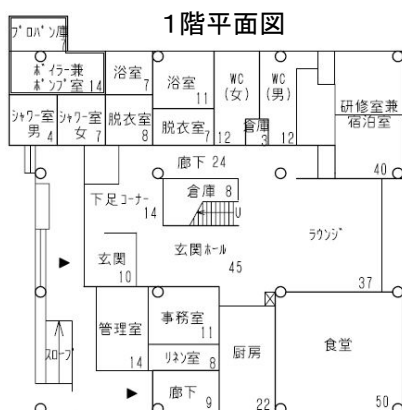 1階平面図
プロパン庫
ボイラー兼
ポンプ室 14
浴室
7
浴室
11
WC
(女)
12
WC
(男)
12
倉庫
3
研修室兼
宿泊室
40
シャワー室
男 4
シャワー室
女 7
脱衣室
8
脱衣室
7
廊下 24
下足コーナー
14
倉庫 8
U
玄関ホール
45
ラウンジ
37
玄関
10
管理室
14
事務室
11
リネン室 8
厨房
22
食堂
50
スロープ
廊下
9